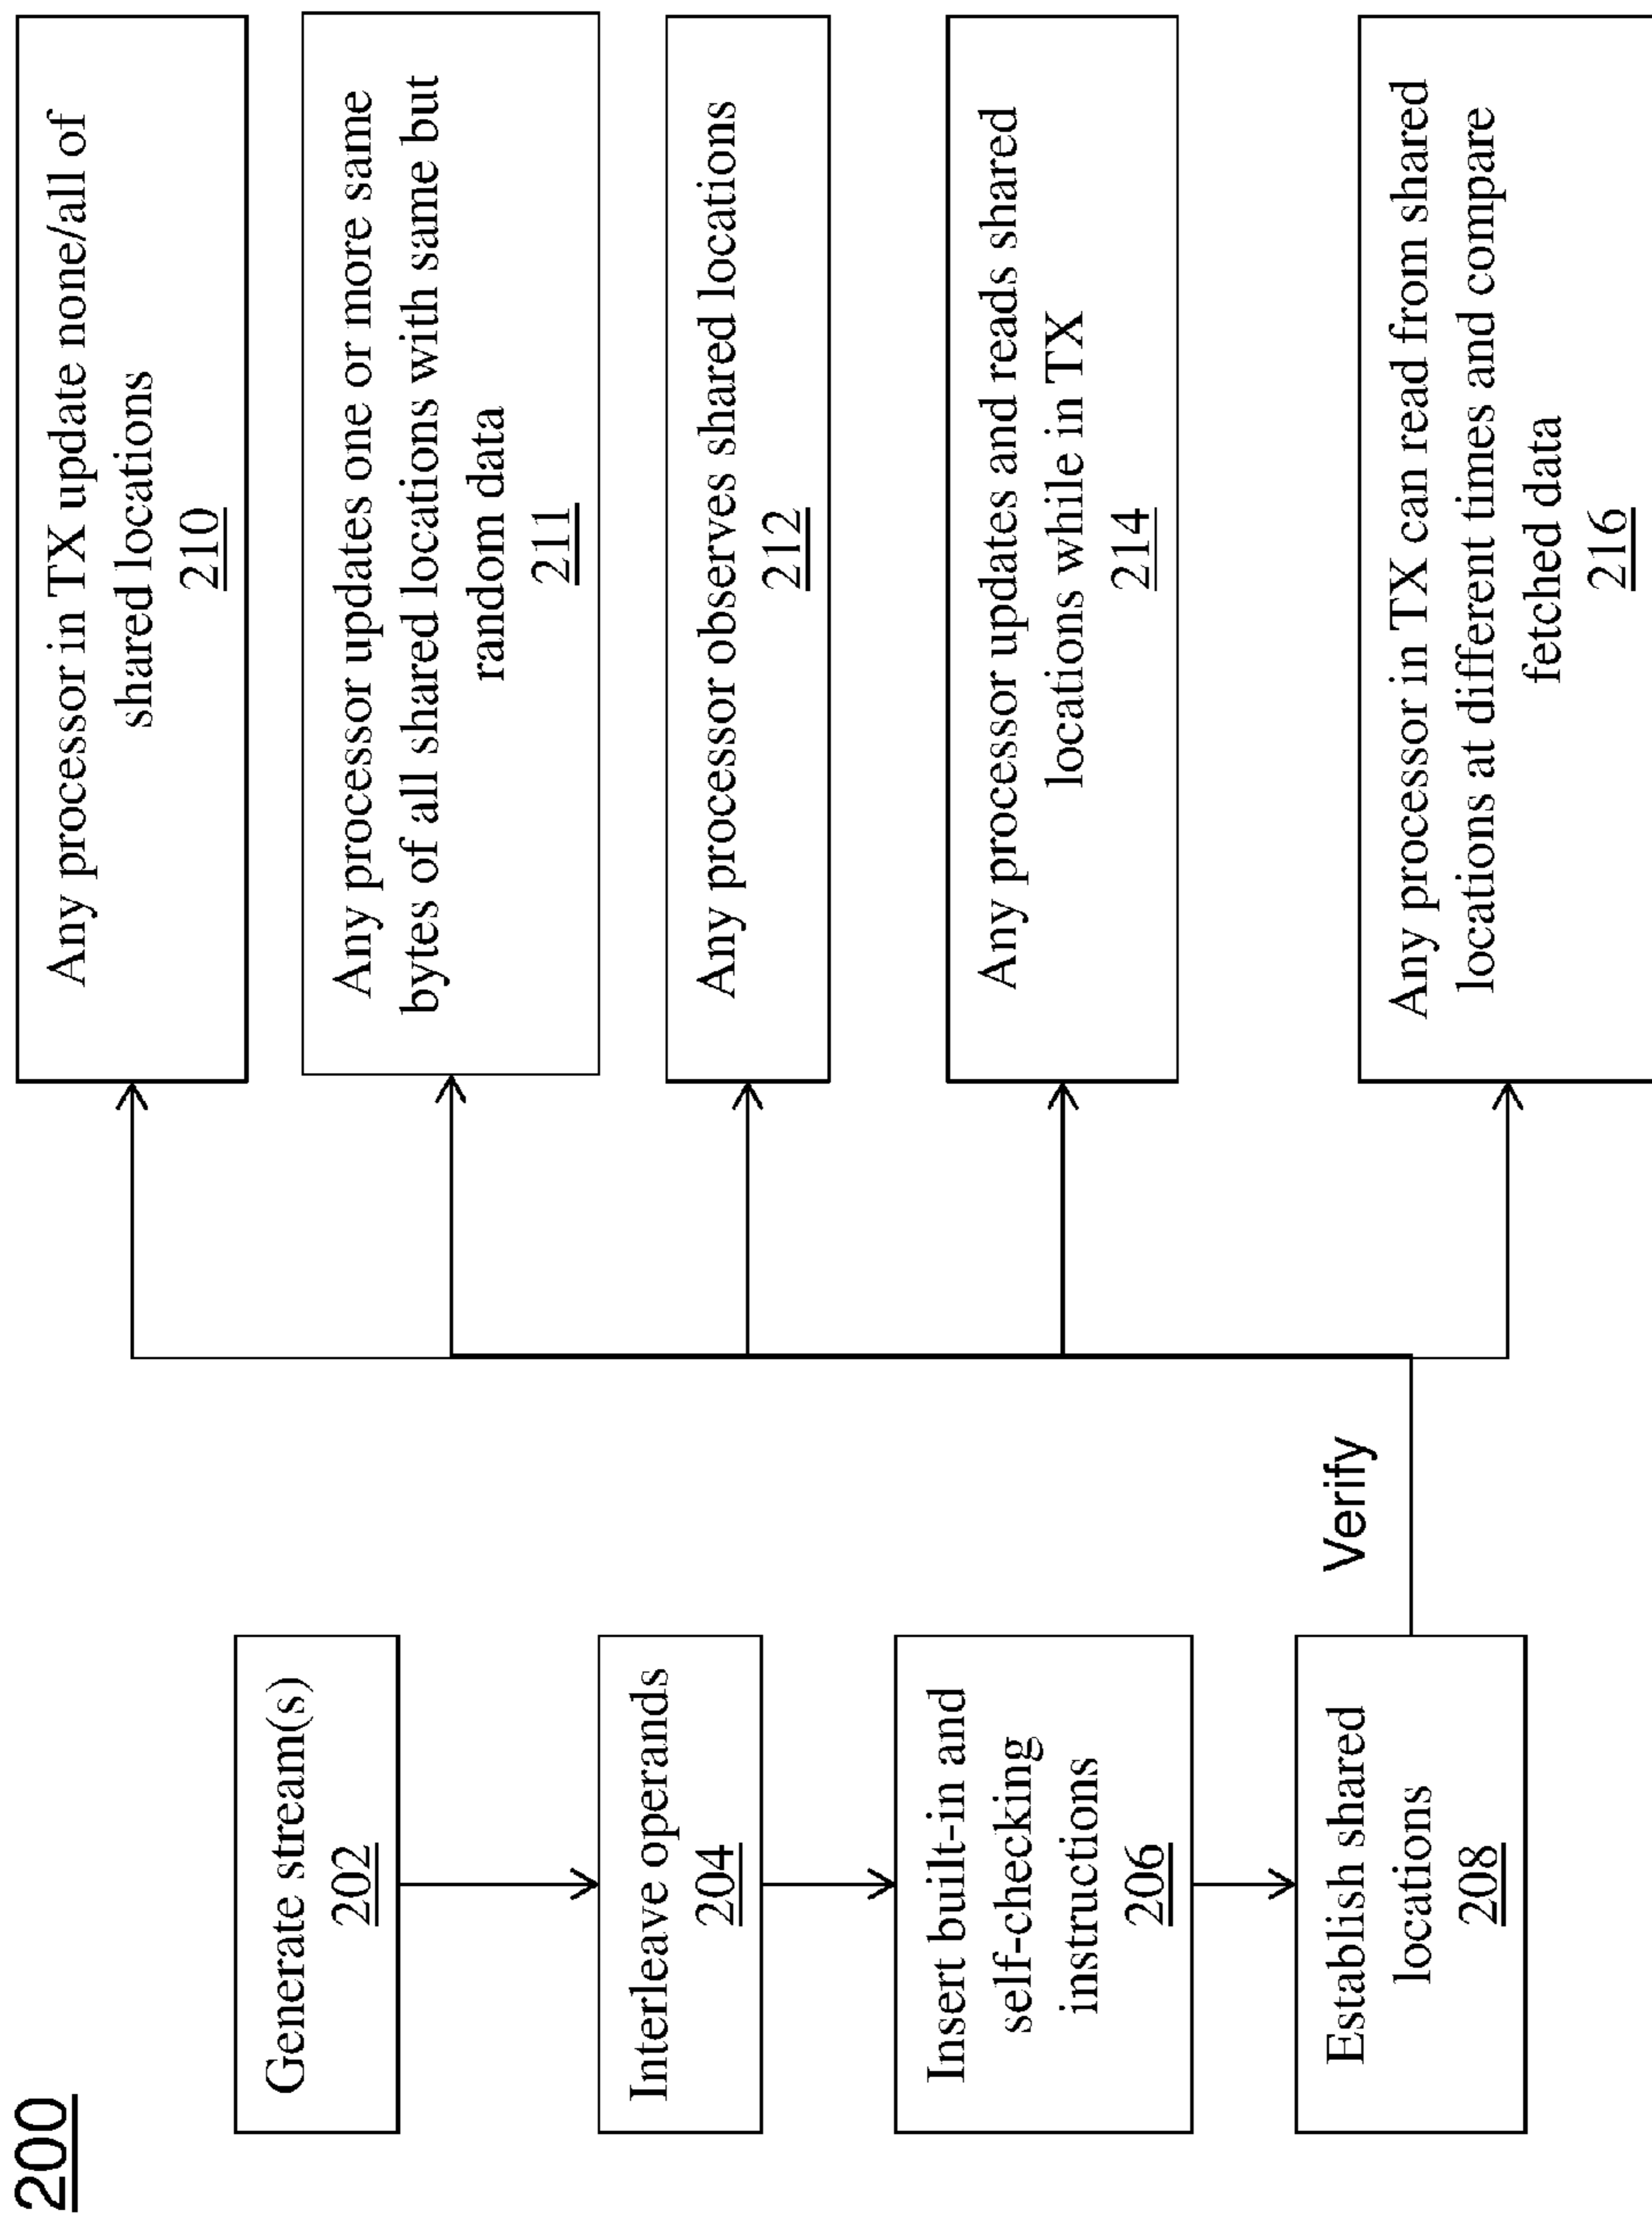 200
Generate stream(s)
202
Interleave operands
204
Insert built-in and
self-checking
instructions
206
Establish shared
locations
208
Verify
Any processor in TX update none/all of
shared locations
210
Any processor updates one or more same
bytes of all shared locations with same but
random data
211
Any processor observes shared locations
212
Any processor updates and reads shared
locations while in TX
214
Any processor in TX can read from shared
locations at different times and compare
fetched data
216